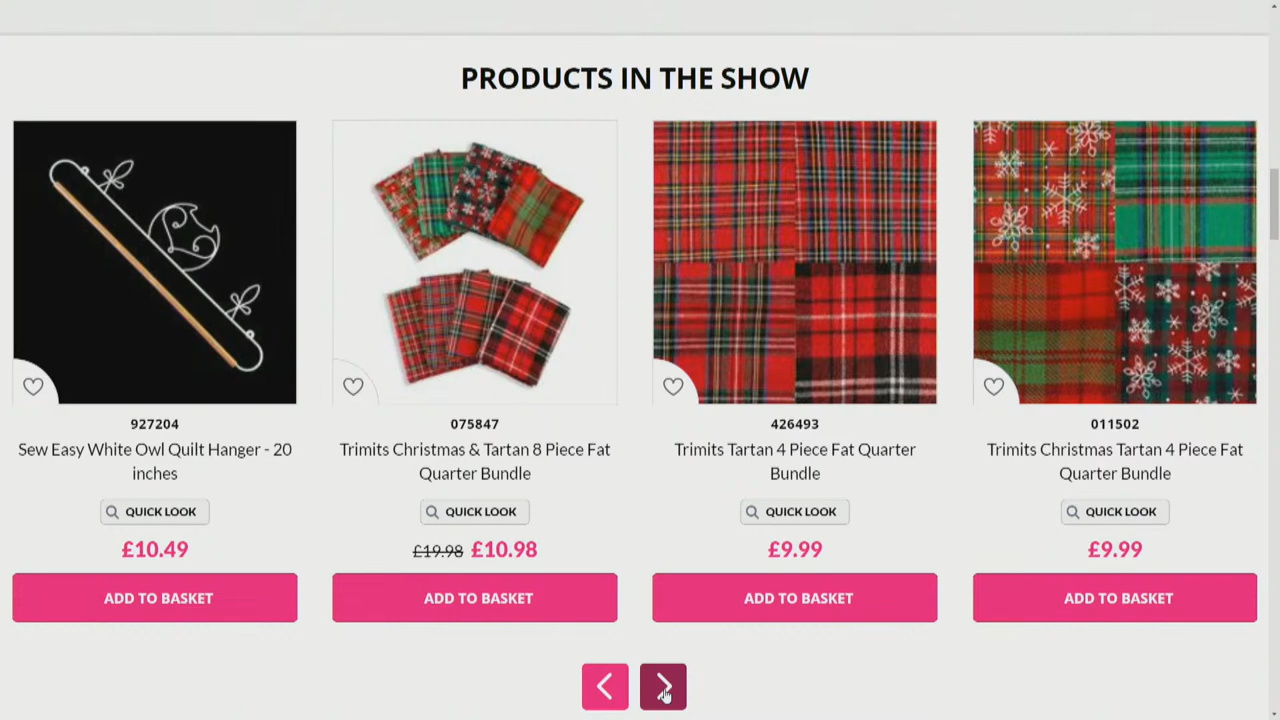 PRODUCTS IN THE SHOW
927204
Sew Easy White Owl Quilt Hanger - 20
inches
QUICK LOOK
£10.49
ADD TO BASKET
075847
Trimits Christmas & Tartan 8 Piece Fat
Quarter Bundle
QUICK LOOK
£19.98 £10.98
ADD TO BASKET
426493
Trimits Tartan 4 Piece Fat Quarter
Bundle
QUICK LOOK
£9.99
ADD TO BASKET
011502
Trimits Christmas Tartan 4 Piece Fat
Quarter Bundle
QUICK LOOK
£9.99
ADD TO BASKET